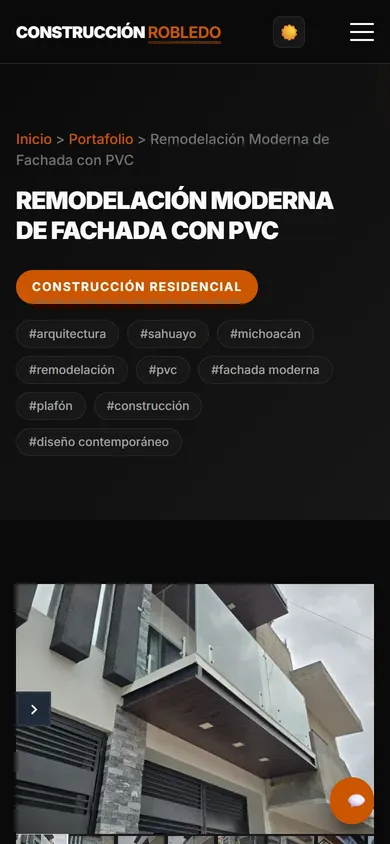 CONSTRUCCIÓN ROBLEDO
Inicio > Portafolio > Remodelación Moderna de
Fachada con PVC
REMODELACIÓN MODERNA
DE FACHADA CON PVC
CONSTRUCCIÓN RESIDENCIAL
#arquitectura #sahuayo #michoacán
#remodelación #pvc #fachada moderna
#plafón #construcción
#diseño contemporáneo